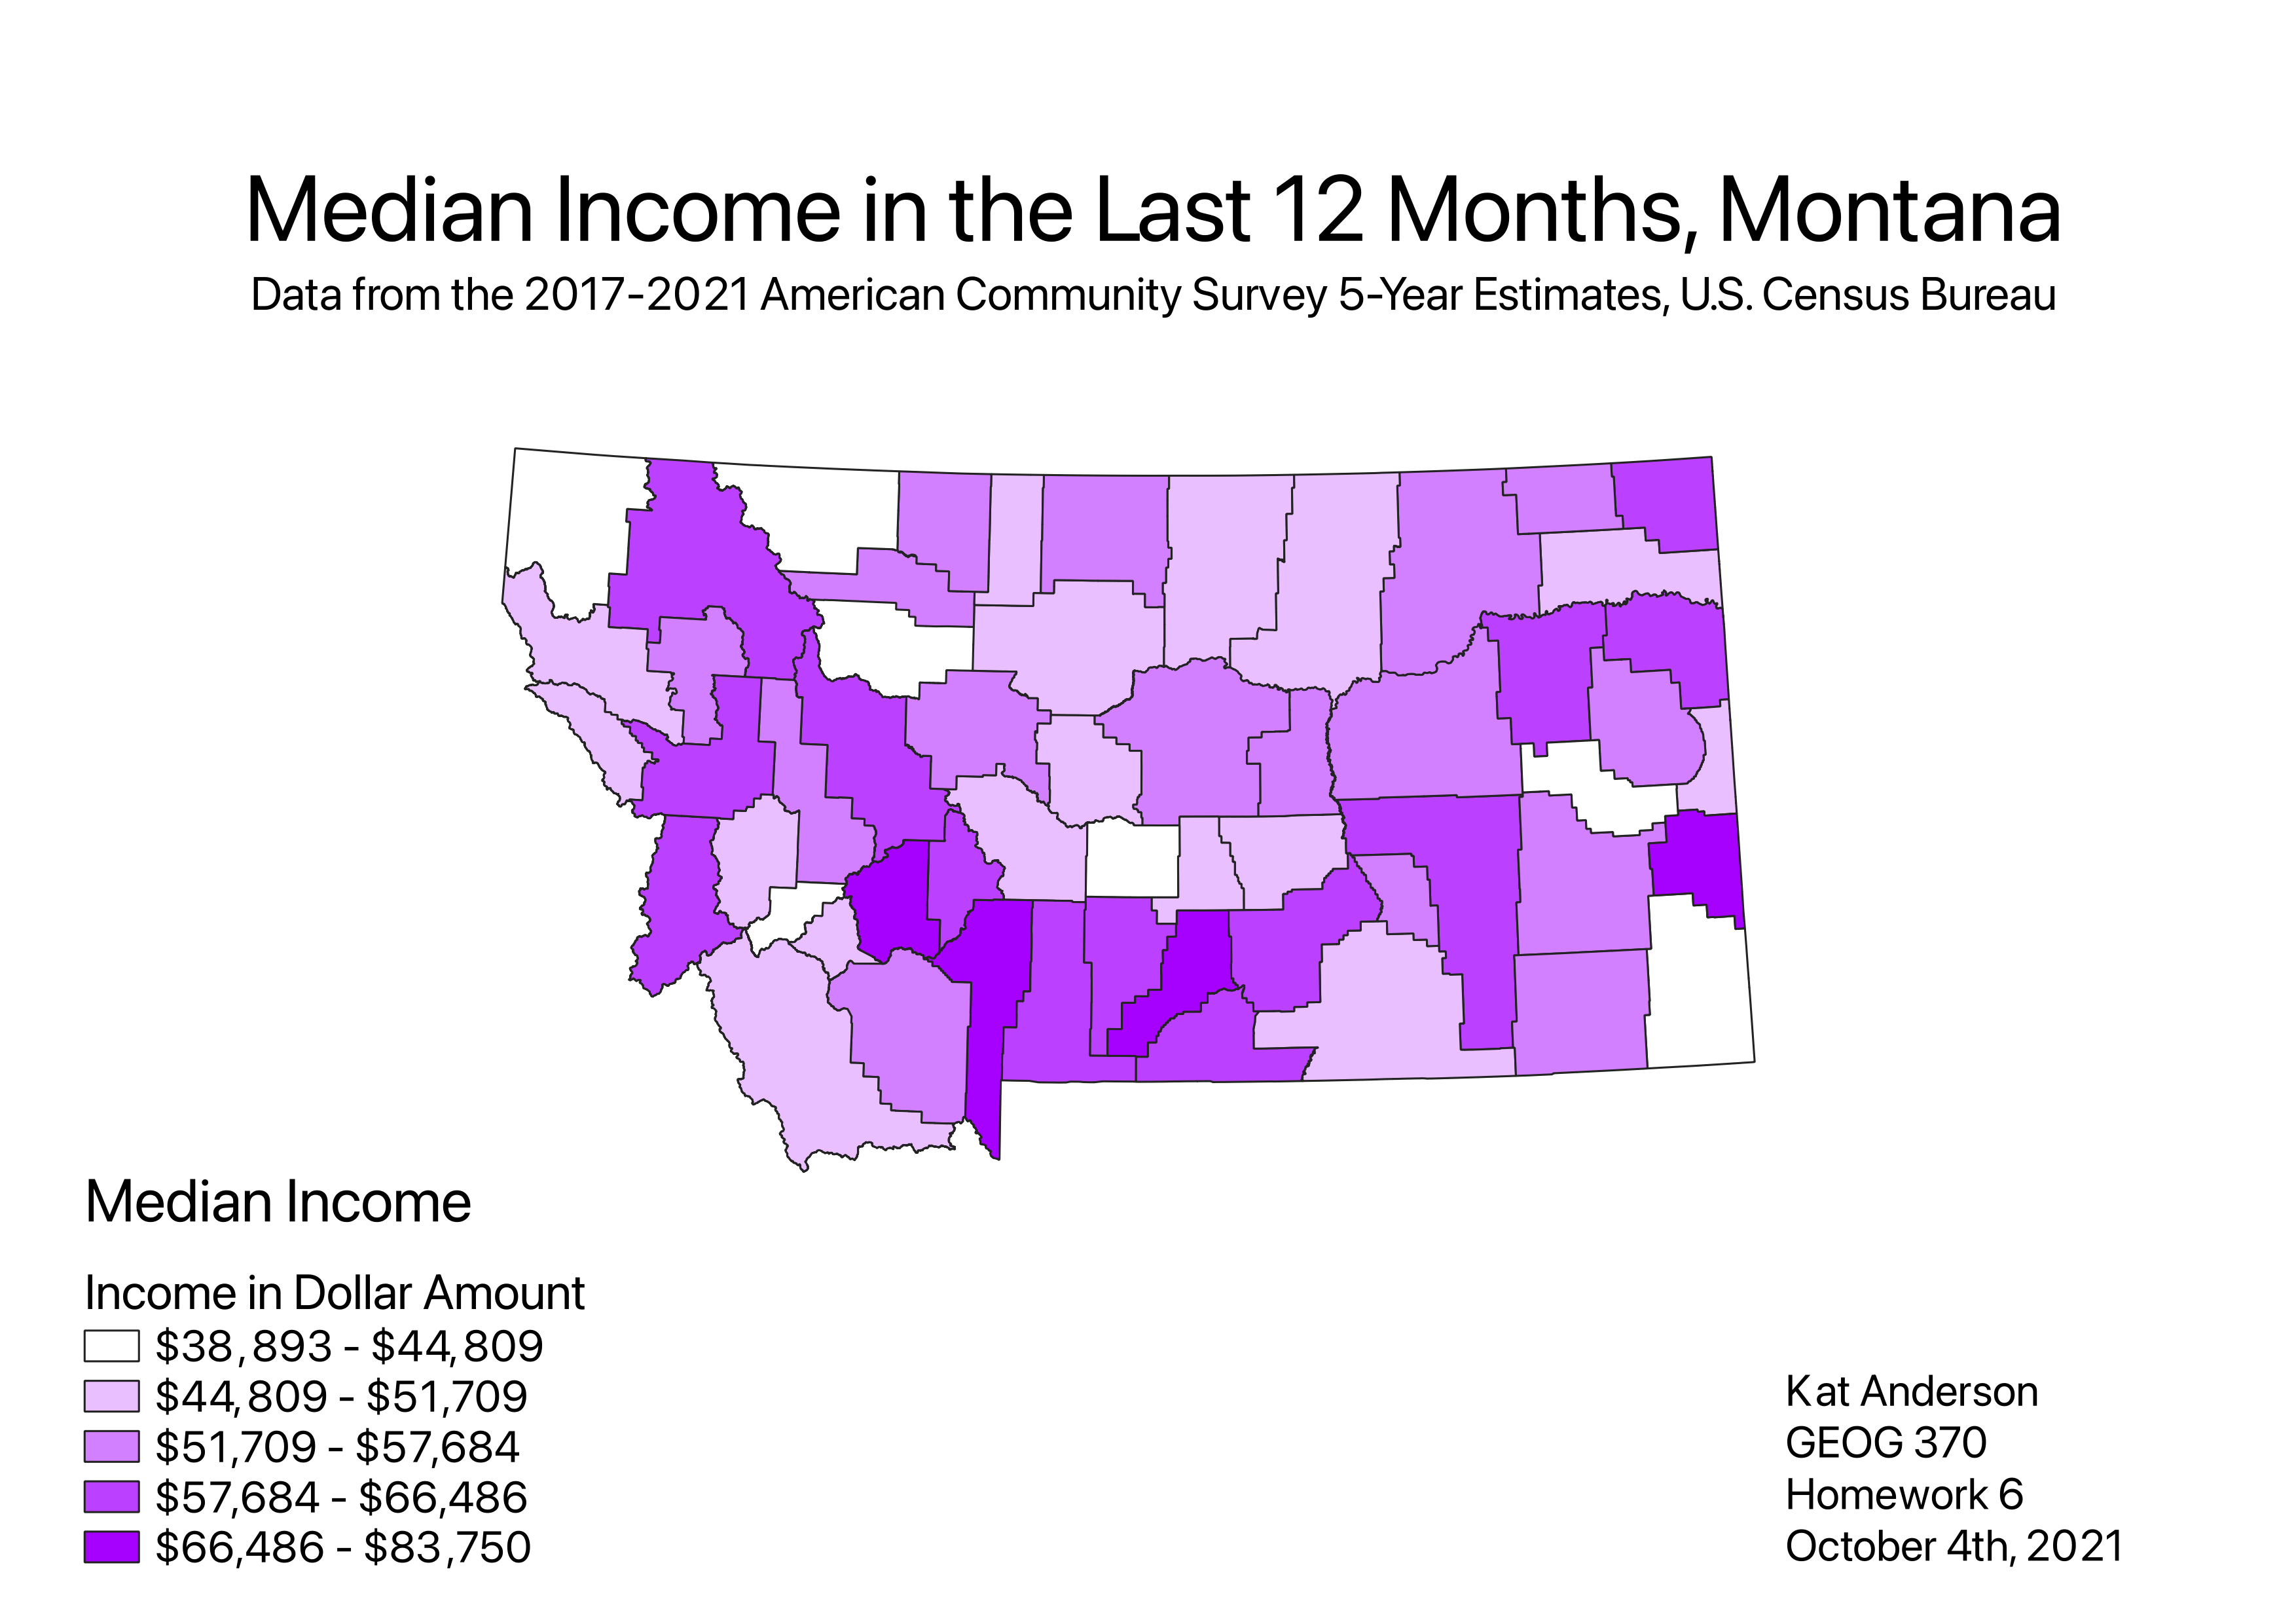 Median Income in the Last 12 Months, Montana
Data from the 2017-2021 American Community Survey 5-Year Estimates, U.S. Census Bureau
Median Income
Income in Dollar Amount
$38,893 - $44,809
$44,809 - $51,709
$51,709 - $57,684
$57,684 - $66,486
$66,486 - $83,750
Kat Anderson
GEOG 370
Homework 6
October 4th, 2021